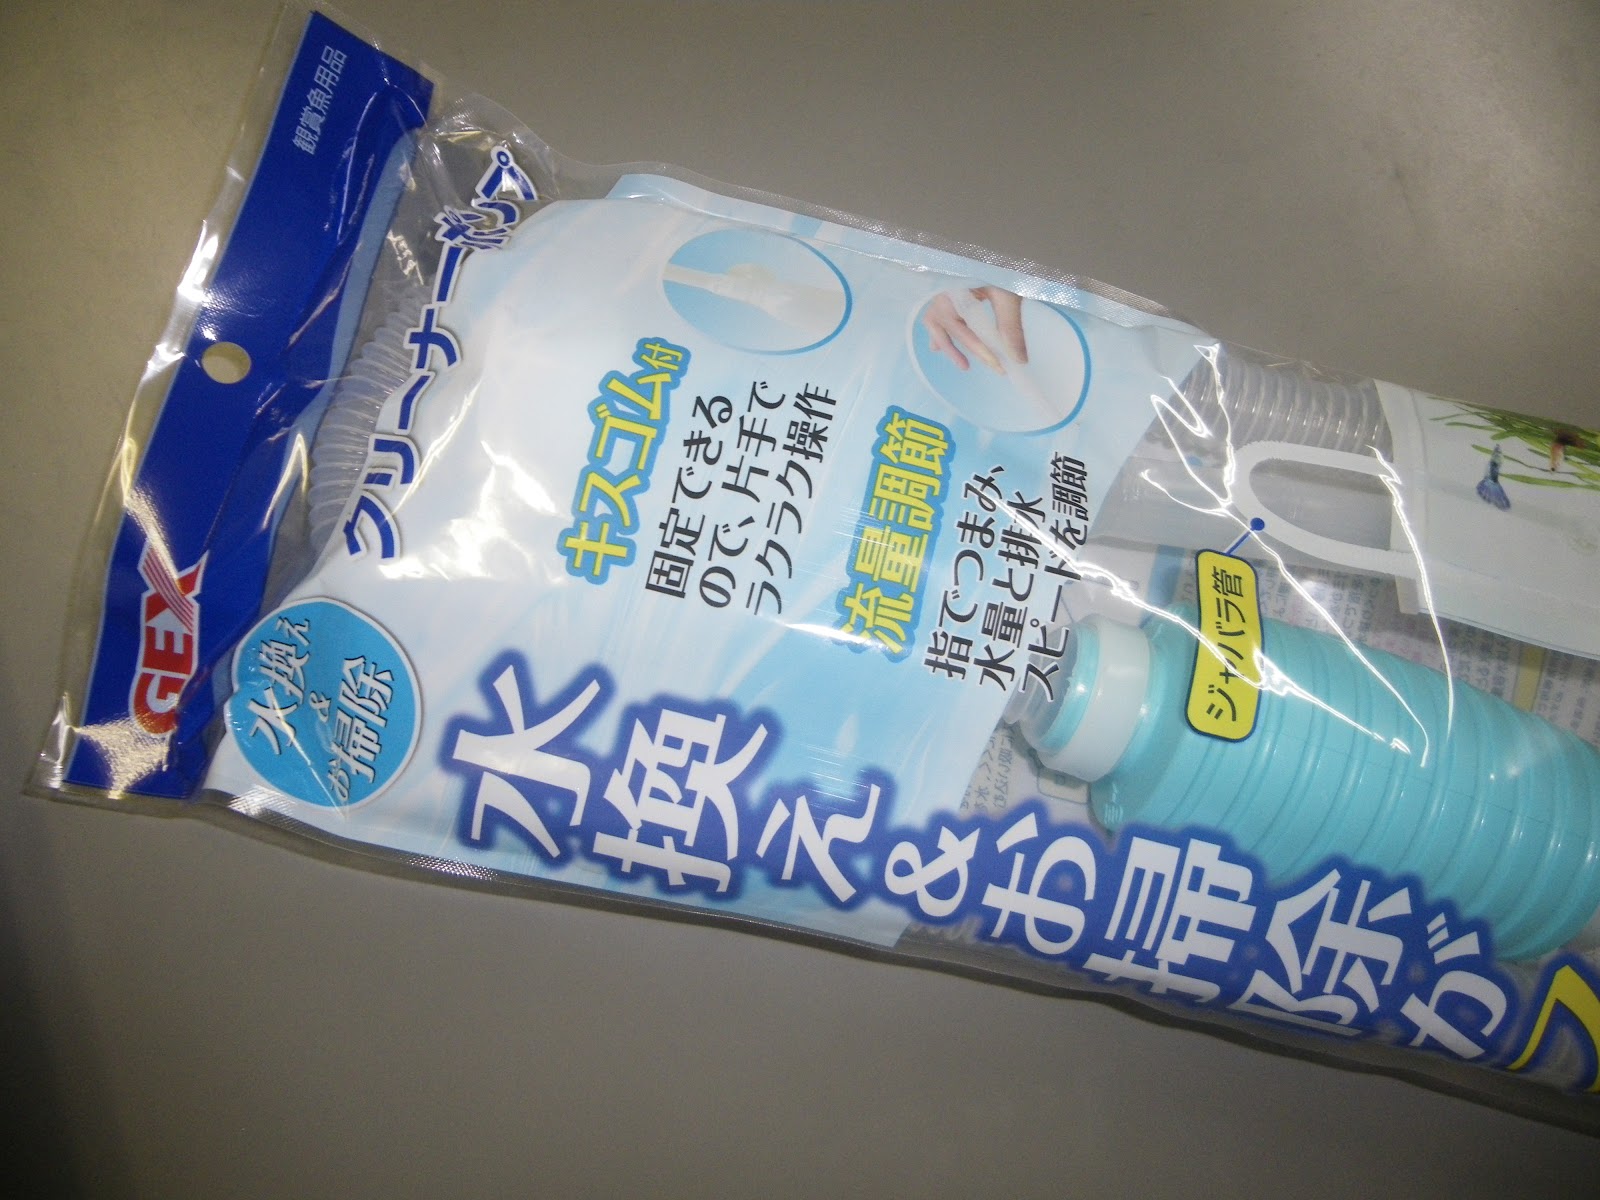 観賞魚用品
GEX
クリーナーポンプ
水換え
&
お掃除
キスゴム付
固定できる
ので、片手で
ラクラク操作
流量調節
指でつまみ、
水量と排水
スピードを調節
ジャバラ管
水換え&お掃除が